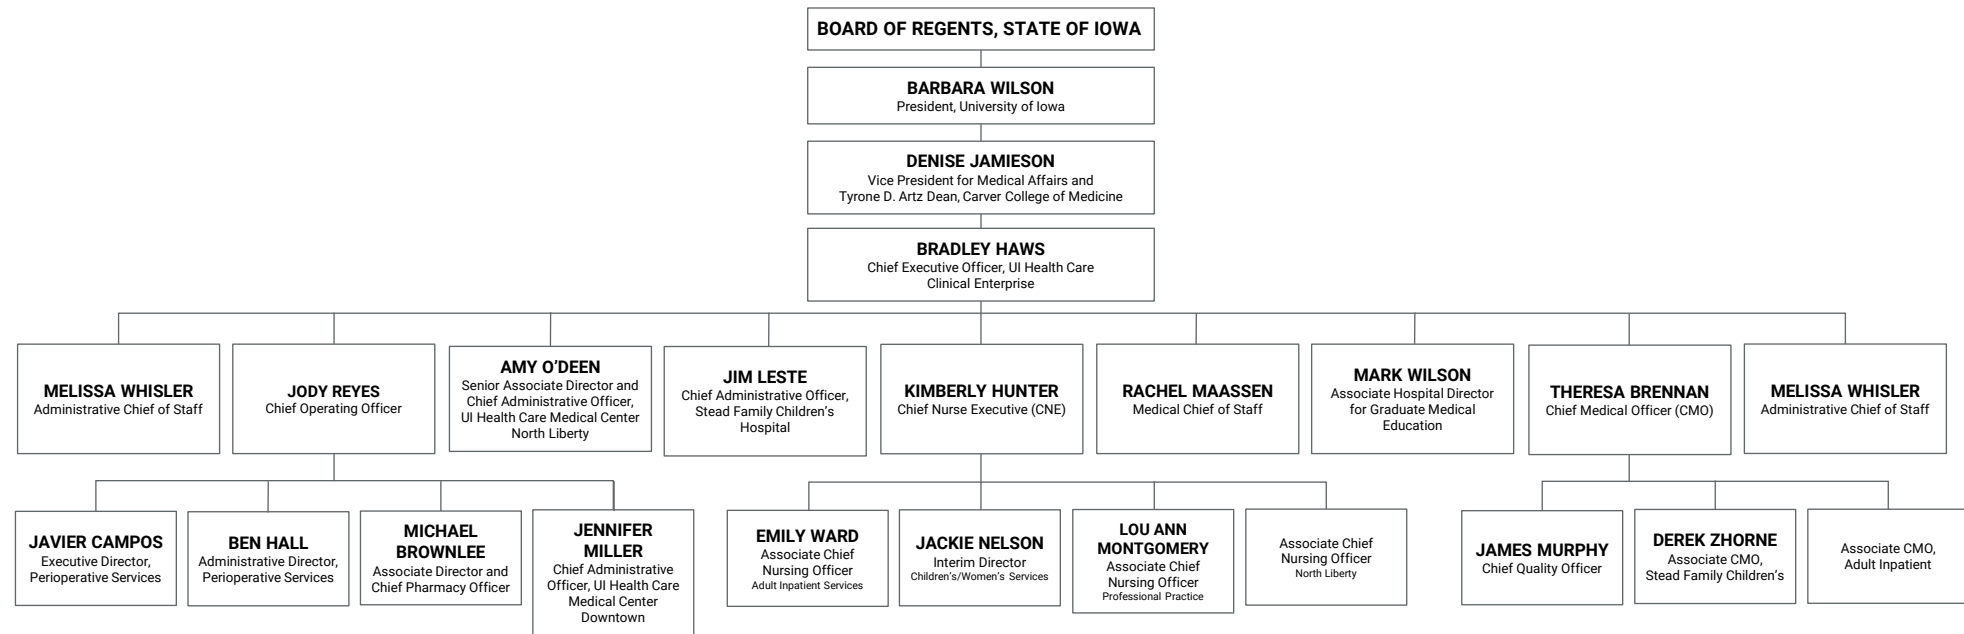 BOARD OF REGENTS, STATE OF IOWA
BARBARA WILSON
President, University of Iowa
DENISE JAMIESON
Vice President for Medical Affairs and
Tyrone D. Artz Dean, Carver College of Medicine
BRADLEY HAWS
Chief Executive Officer, UI Health Care
Clinical Enterprise
MELISSA WHISLER
Administrative Chief of Staff
JODY REYES
Chief Operating Officer
AMY O’DEEN
Senior Associate Director and
Chief Administrative Officer,
UI Health Care Medical Center
North Liberty
JIM LESTE
Chief Administrative Officer,
Stead Family Children’s
Hospital
KIMBERLY HUNTER
Chief Nurse Executive (CNE)
RACHEL MAASSEN
Medical Chief of Staff
MARK WILSON
Associate Hospital Director
for Graduate Medical
Education
THERESA BRENNAN
Chief Medical Officer (CMO)
MELISSA WHISLER
Administrative Chief of Staff
JAVIER CAMPOS
Executive Director,
Perioperative Services
BEN HALL
Administrative Director,
Perioperative Services
MICHAEL
BROWNLEE
Associate Director and
Chief Pharmacy Officer
JENNIFER
MILLER
Chief Administrative
Officer, UI Health Care
Medical Center
Downtown
EMILY WARD
Associate Chief
Nursing Officer
Adult Inpatient Services
JACKIE NELSON
Interim Director
Children’s/Women’s Services
LOU ANN
MONTGOMERY
Associate Chief
Nursing Officer
Professional Practice
Associate Chief
Nursing Officer
North Liberty
JAMES MURPHY
Chief Quality Officer
DEREK ZHORNE
Associate CMO,
Stead Family Children’s
Associate CMO,
Adult Inpatient